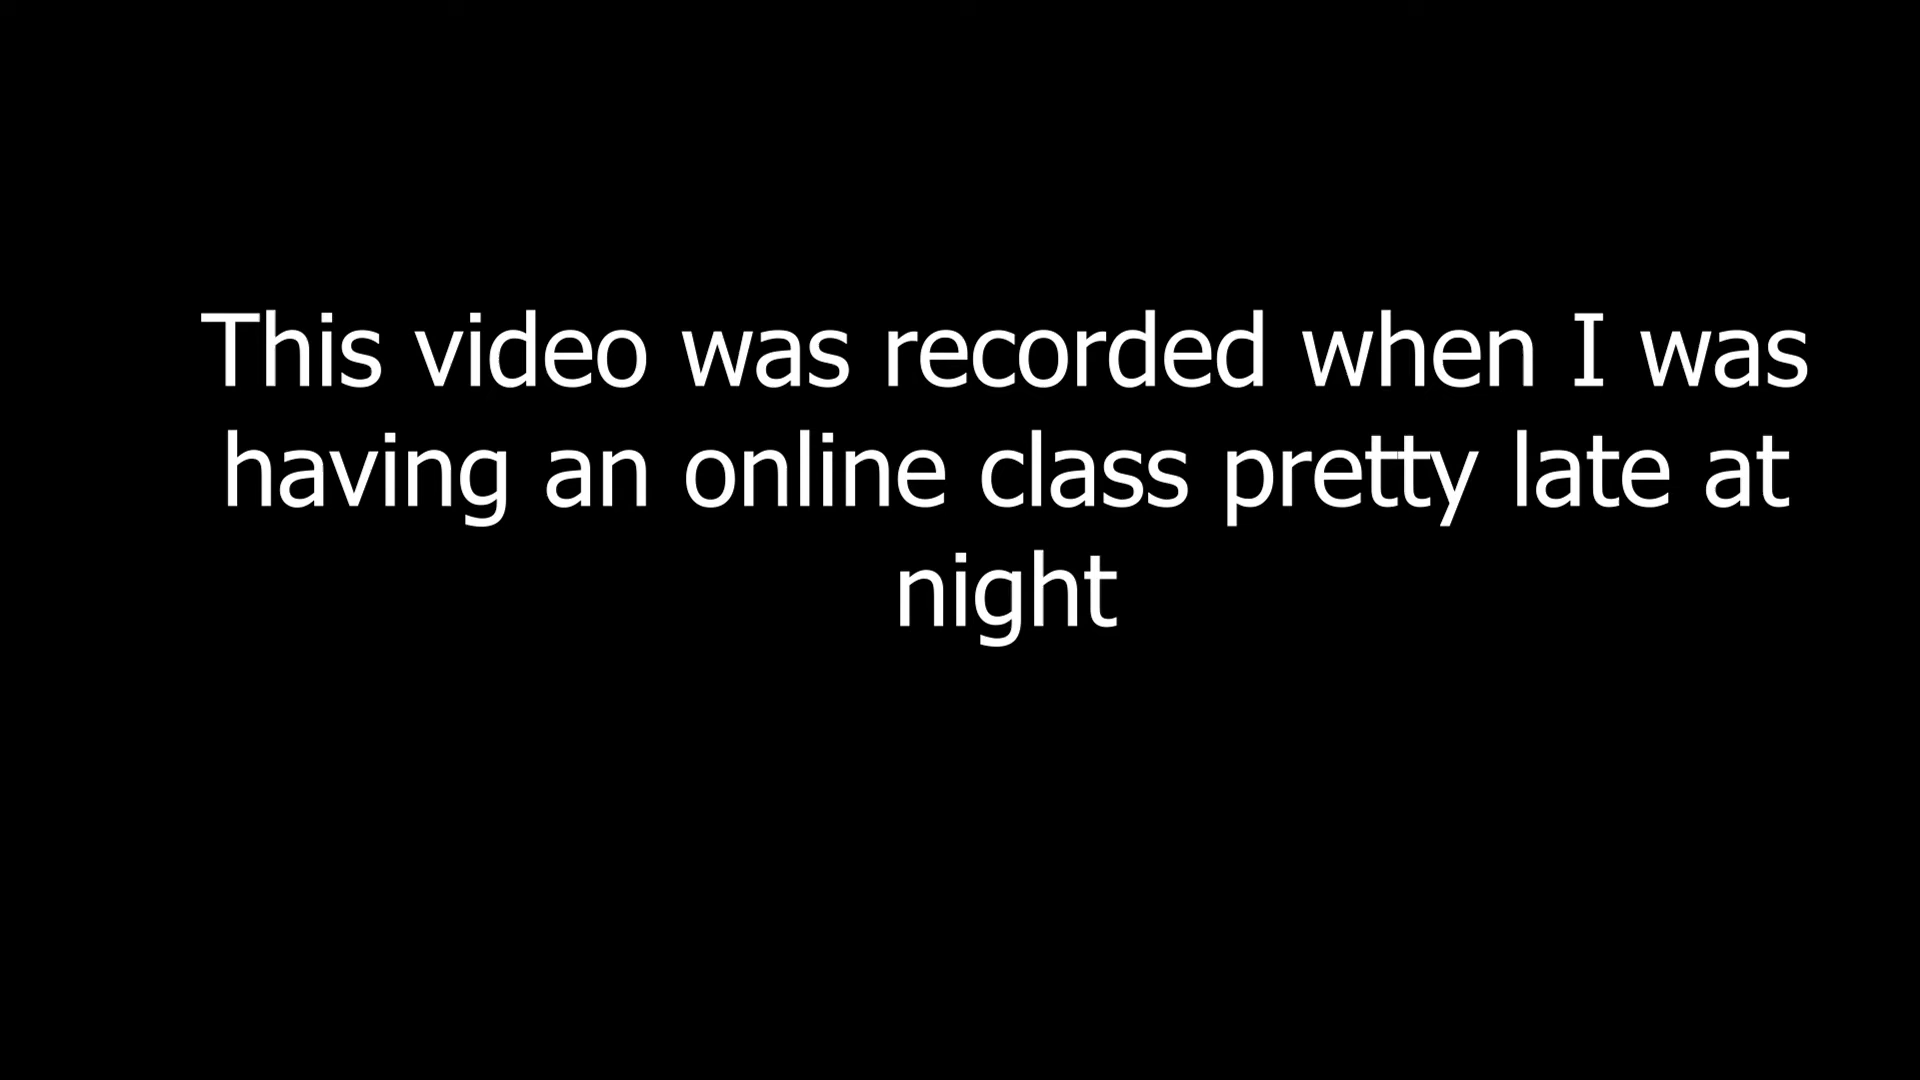 This video was recorded when I was
having an online class pretty late at
night